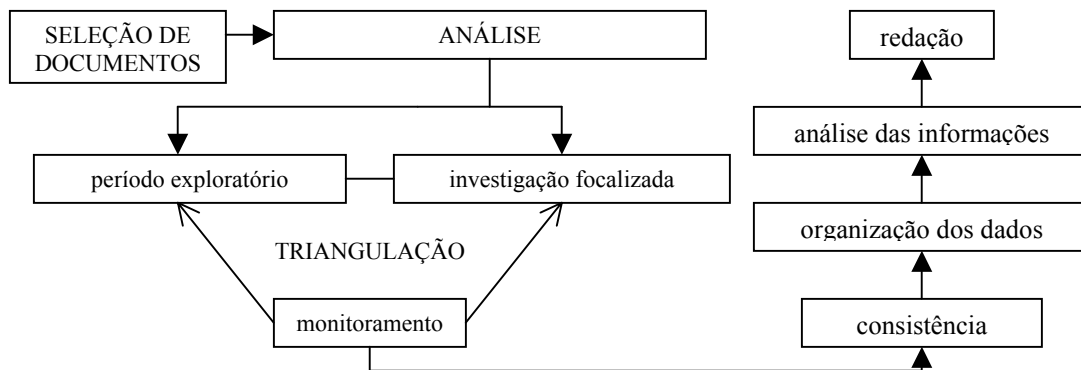 SELEÇÃO DE
DOCUMENTOS
ANÁLISE
redação
análise das informações
período exploratório
investigação focalizada
organização dos dados
TRIANGULAÇÃO
monitoramento
consistência